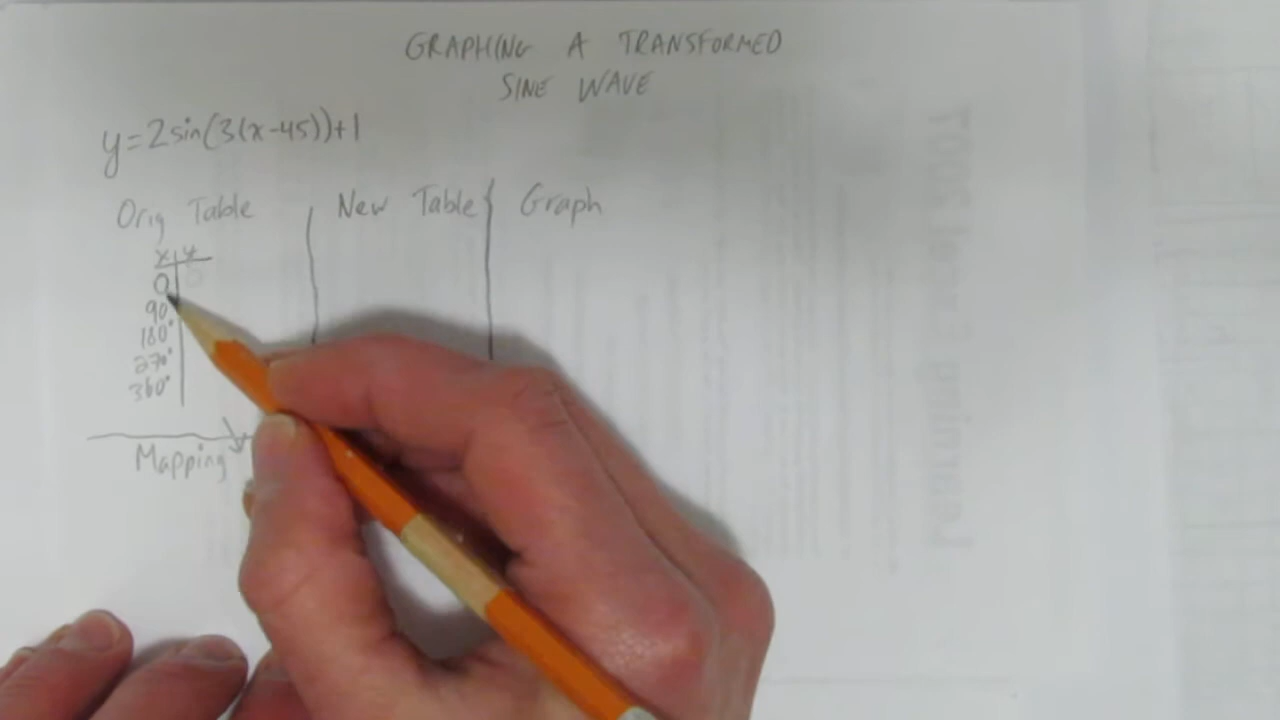 GRAPHING A TRANSFORMED
SINE WAVE
y=2sin(3(x-45))+1
Orig Table
New Table
Graph
x y
0
90
180°
270°
360°
Mapping